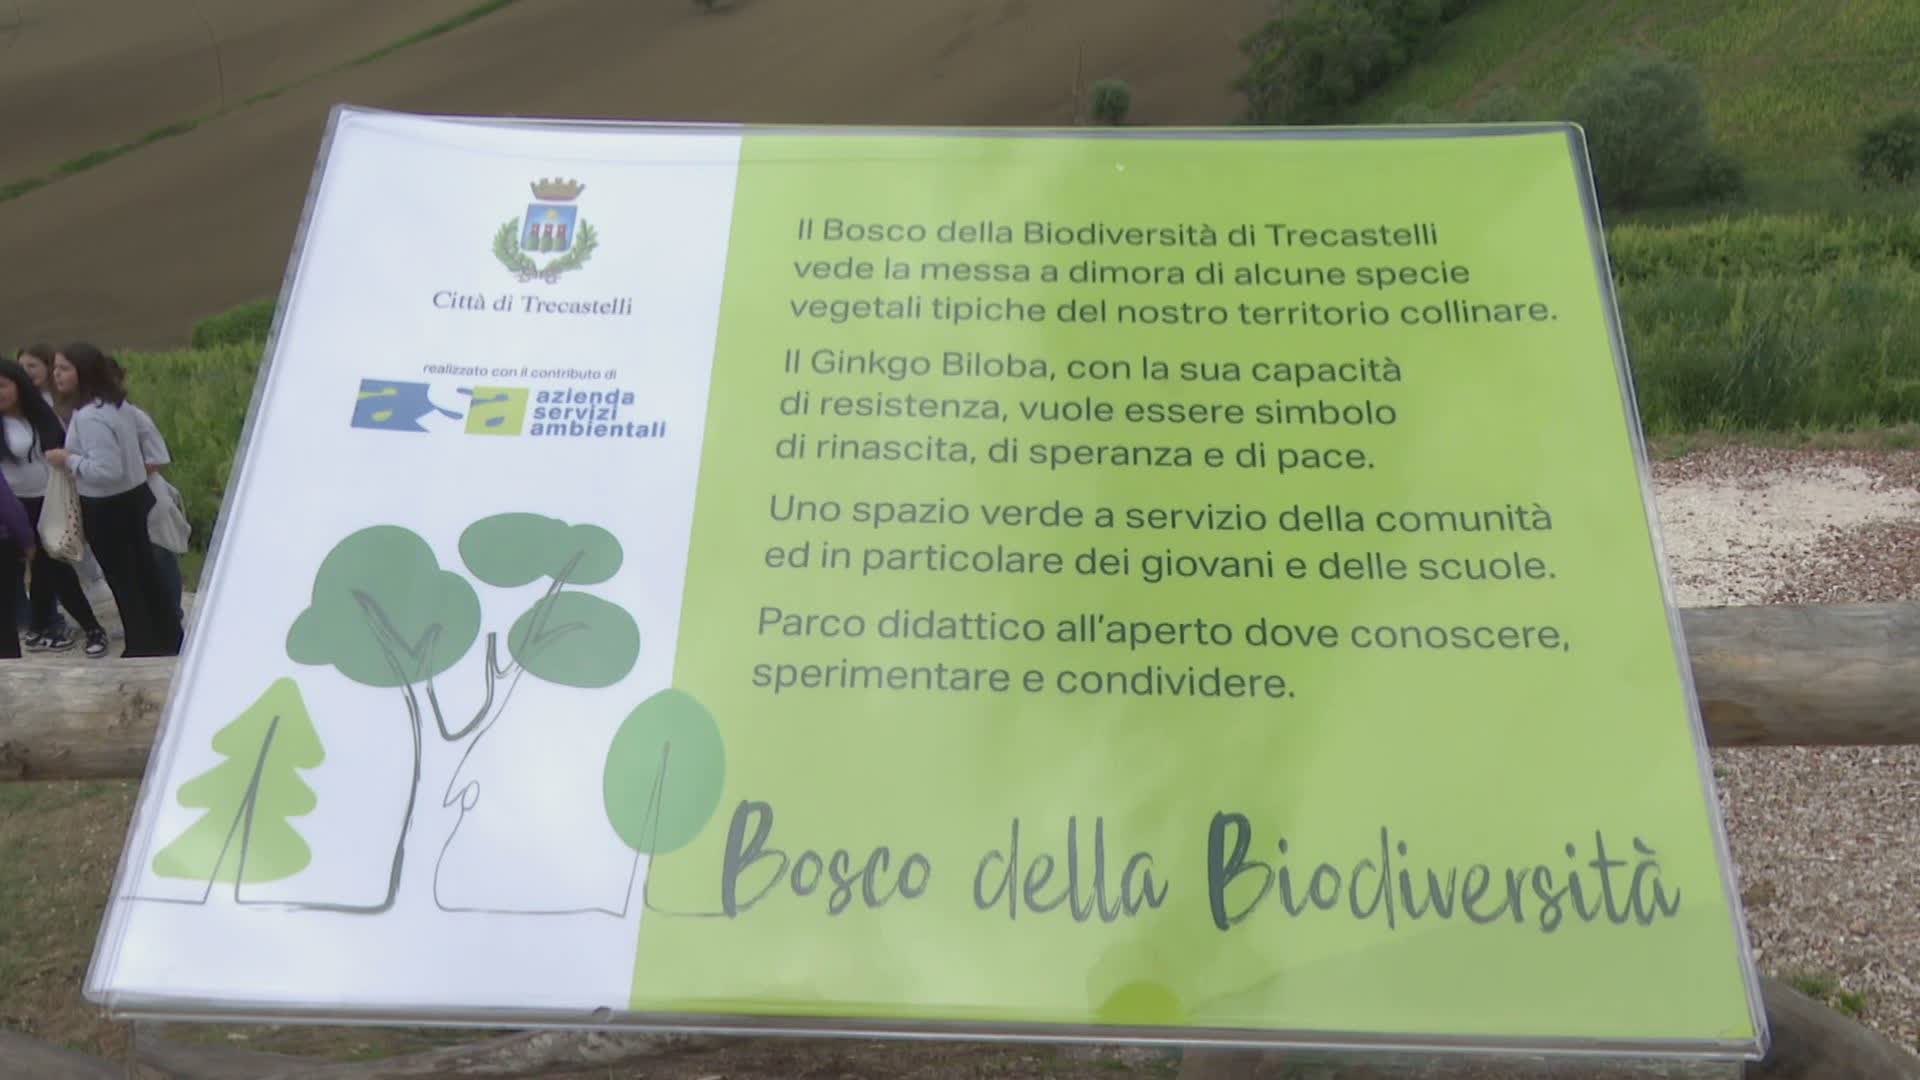 Città di Trecastelli
realizzato con il contributo di
asa
azienda
servizi
ambientali
Il Bosco della Biodiversità di Trecastelli
vede la messa a dimora di alcune specie
vegetali tipiche del nostro territorio collinare.
Il Ginkgo Biloba, con la sua capacità
di resistenza, vuole essere simbolo
di rinascita, di speranza e di pace.
Uno spazio verde a servizio della comunità
ed in particolare dei giovani e delle scuole.
Parco didattico all'aperto dove conoscere,
sperimentare e condividere.
Bosco della Biodiversità